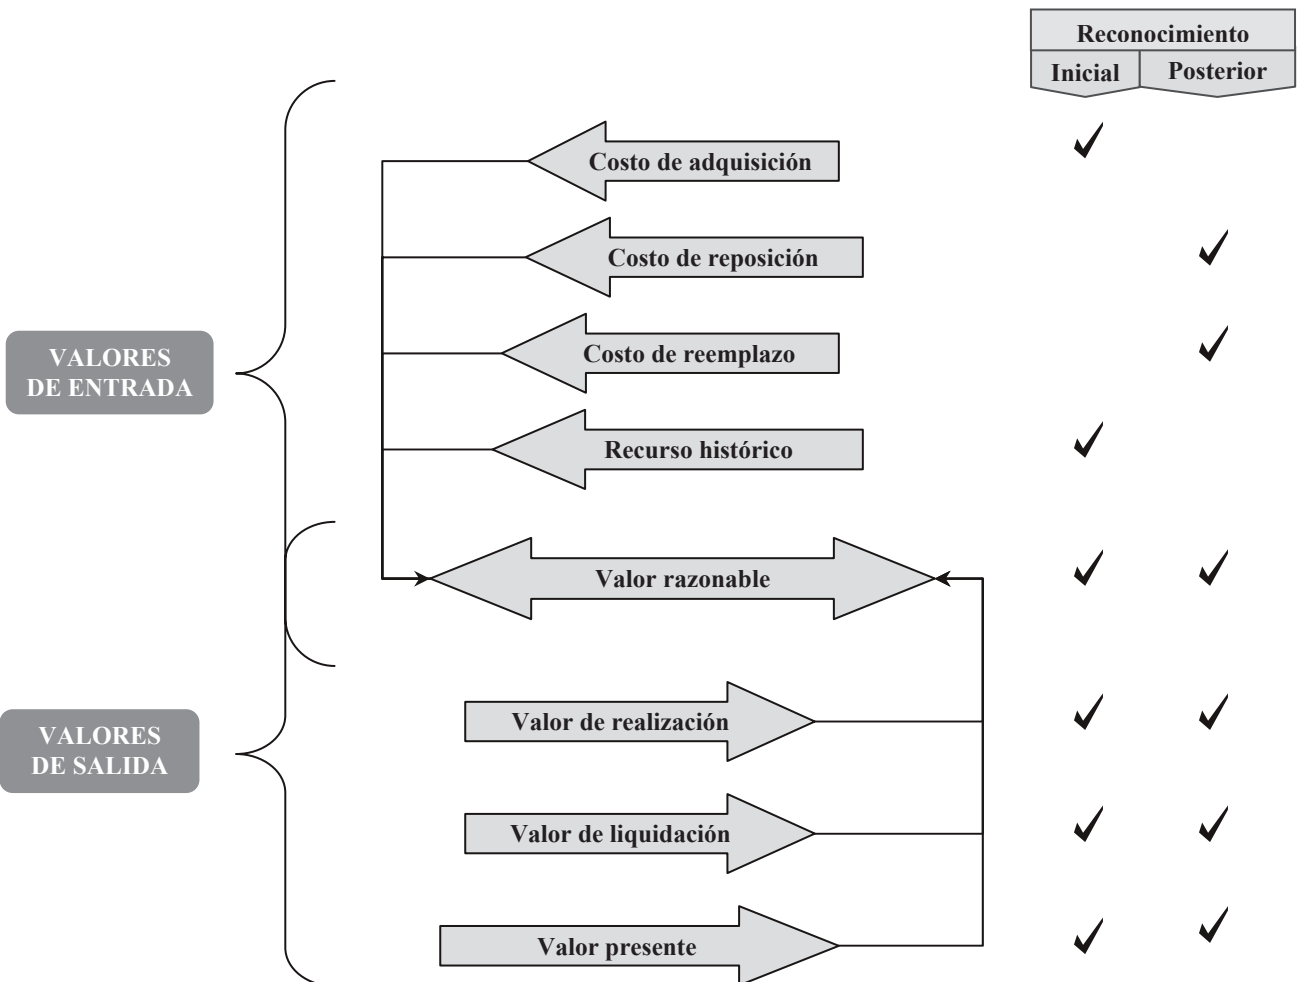 Reconocimiento
Inicial Posterior
Costo de adquisición
Costo de reposición
VALORES
DE ENTRADA
Costo de reemplazo
Recurso histórico
Valor razonable
VALORES
DE SALIDA
Valor de realización
Valor de liquidación
Valor presente